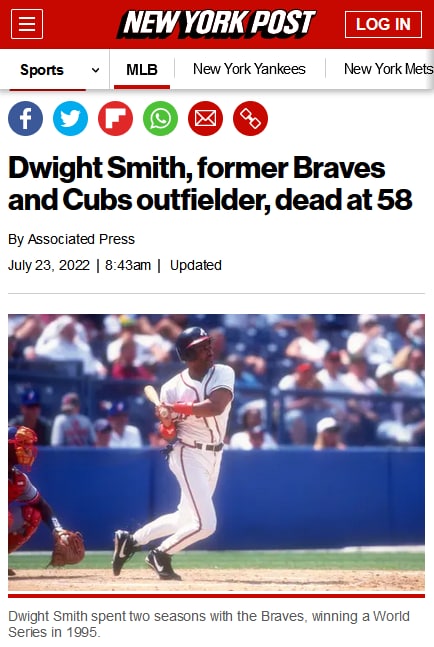 NEW YORK POST
LOG IN
Sports
MLB
New York Yankees
New York Mets
Dwight Smith, former Braves
and Cubs outfielder, dead at 58
By Associated Press
July 23, 2022 | 8:43am | Updated
Dwight Smith spent two seasons with the Braves, winning a World
Series in 1995.